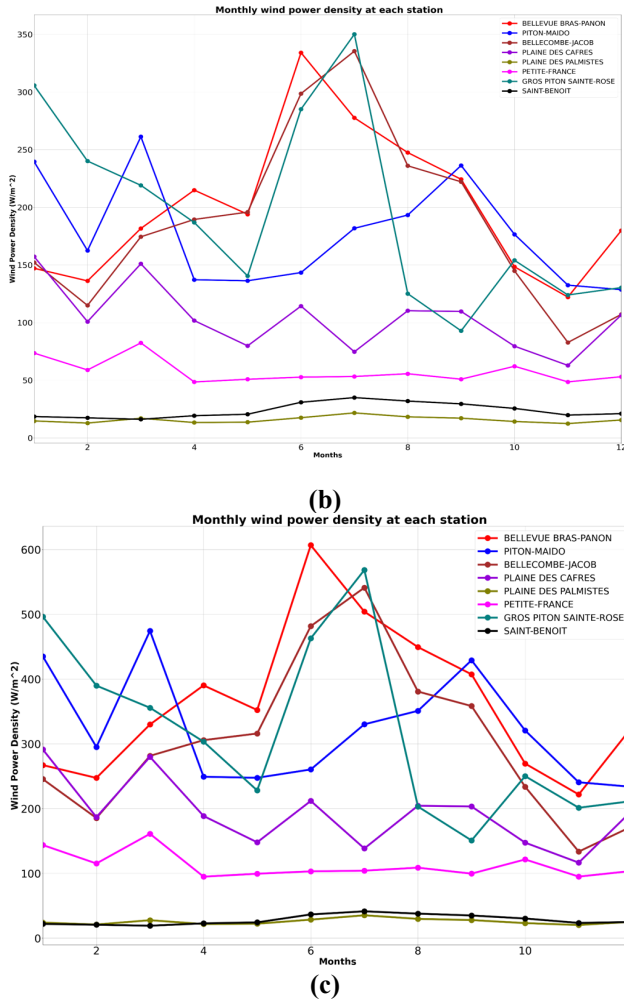 Monthly wind power density at each station
BELLEVUE BRAS-PANON
PITON-MAIDO
BELLECOMBE-JACOB
PLAINE DES CAFRES
PLAINE DES PALMISTES
PETITE-FRANCE
GROS PITON SAINTE-ROSE
SAINT-BENOIT
350
300
250
200
150
100
50
0
Wind Power Density (W/m^2)
2
4
6
8
10
12
Months
(b)
Monthly wind power density at each station
BELLEVUE BRAS-PANON
PITON-MAIDO
BELLECOMBE-JACOB
PLAINE DES CAFRES
PLAINE DES PALMISTES
PETITE-FRANCE
GROS PITON SAINTE-ROSE
SAINT-BENOIT
600
500
400
300
200
100
0
Wind Power Density (W/m^2)
2
4
6
8
10
Months
(c)